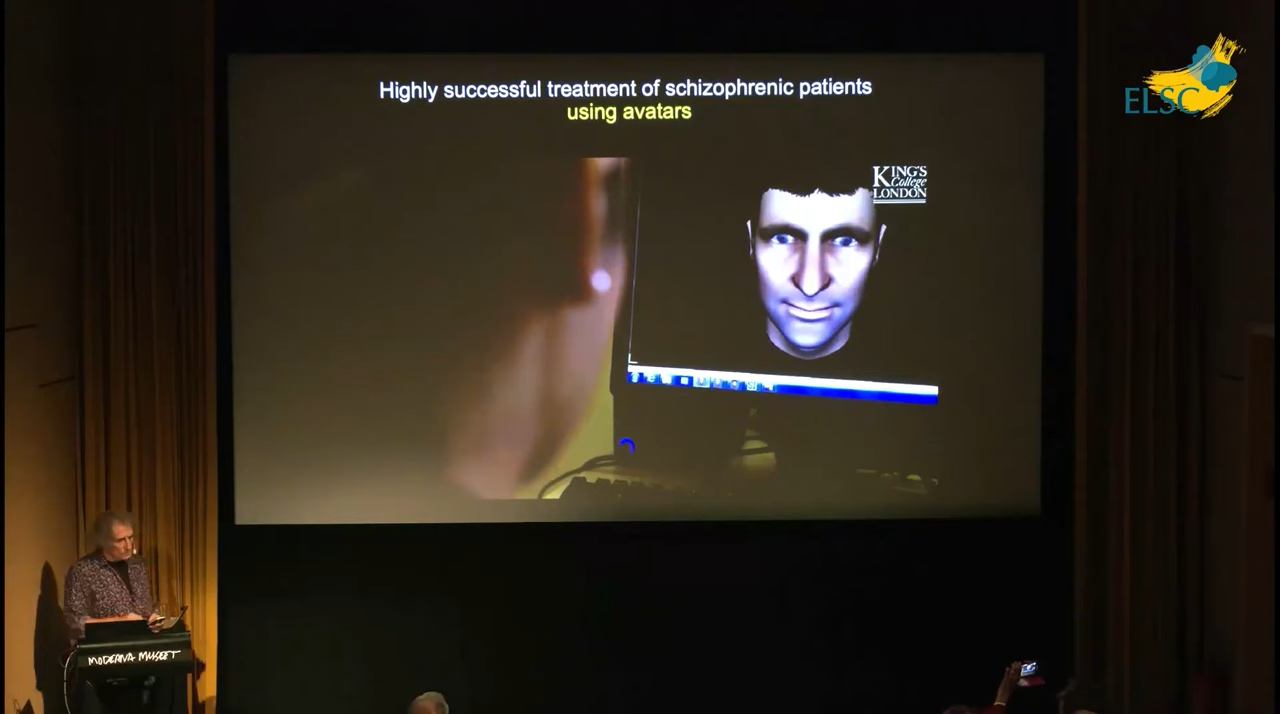 Highly successful treatment of schizophrenic patients
using avatars
KING'S
College
LONDON
ELSC
MODERNA MUSEET